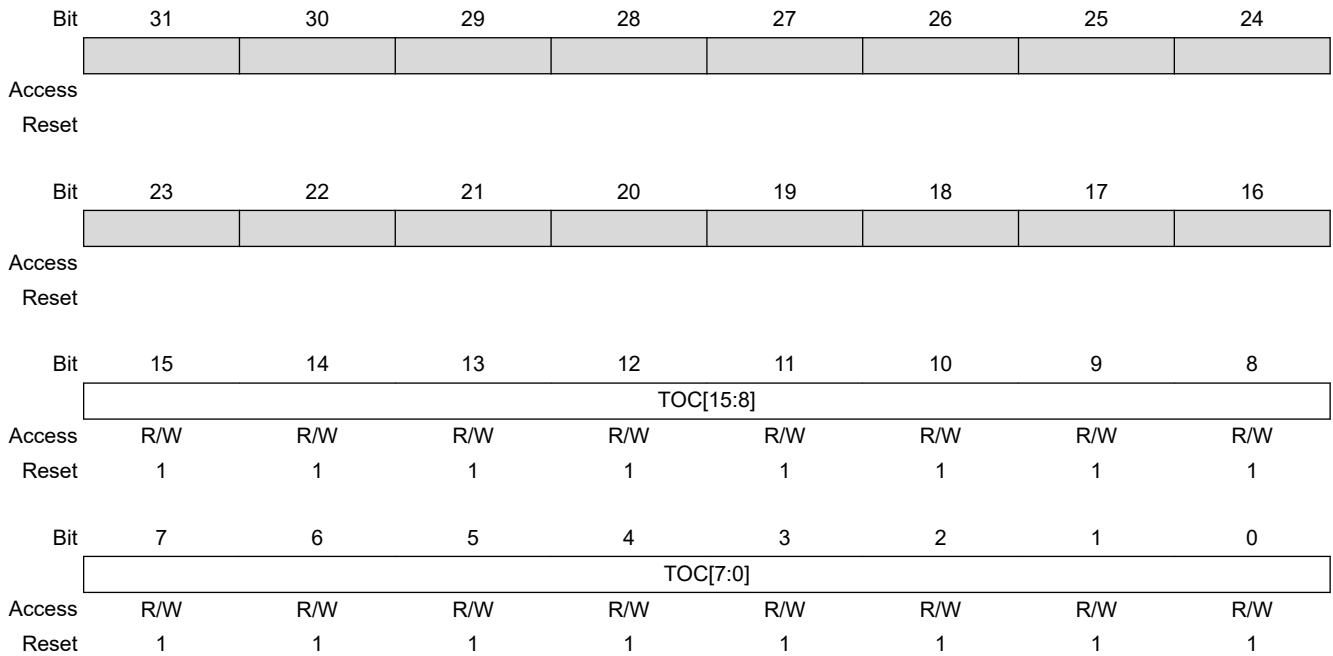 Bit 31 30 29 28 27 26 25 24
Access
Reset
Bit 23 22 21 20 19 18 17 16
Access
Reset
Bit 15 14 13 12 11 10 9 8
TOC[15:8]
Access R/W R/W R/W R/W R/W R/W R/W R/W
Reset 1 1 1 1 1 1 1 1
Bit 7 6 5 4 3 2 1 0
TOC[7:0]
Access R/W R/W R/W R/W R/W R/W R/W R/W
Reset 1 1 1 1 1 1 1 1